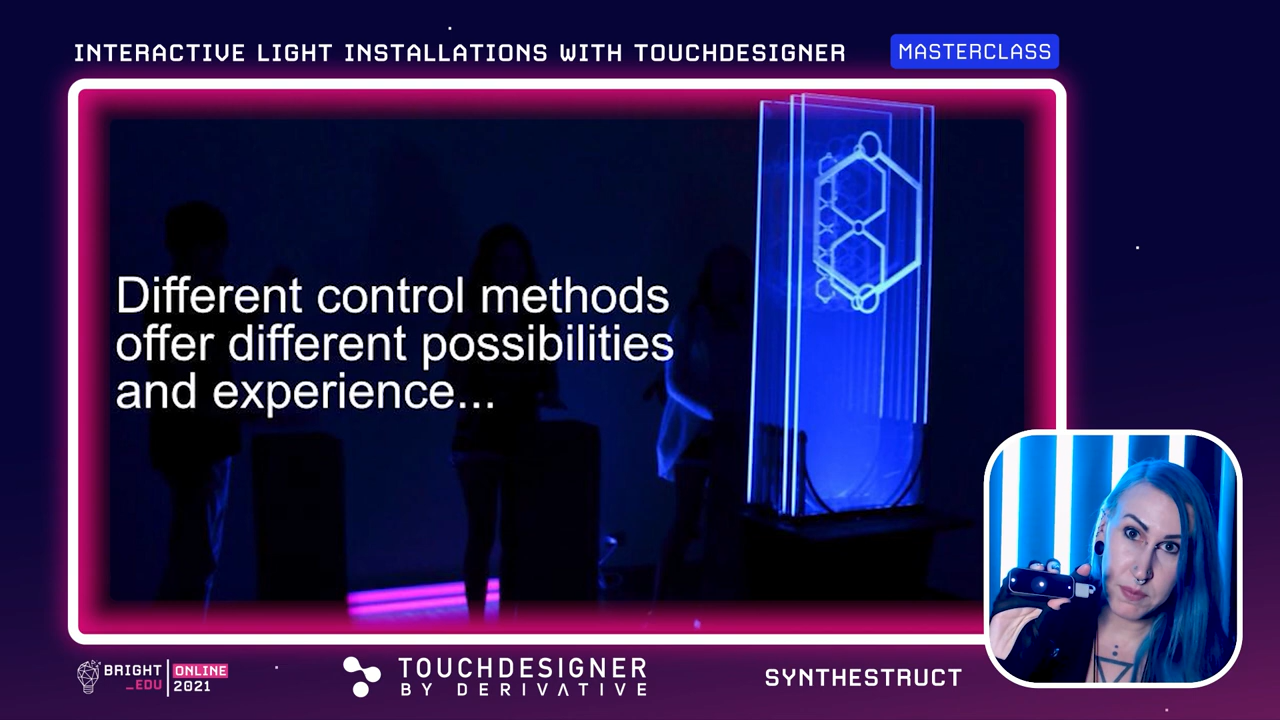 INTERACTIVE LIGHT INSTALLATIONS WITH TOUCHDESIGNER
MASTERCLASS
Different control methods
offer different possibilities
and experience...
BRIGHT
_EDU
ONLINE
2021
TOUCHDESIGNER
BY DERIVATIVE
SYNTHESTRUCT